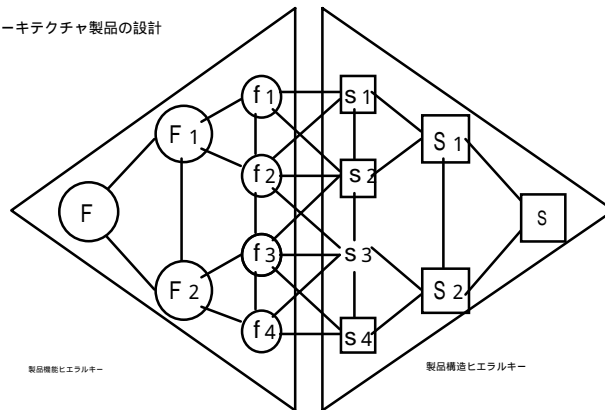 ーキテクチャ製品の設計
f1
s1
F1
S1
f2
s2
F
S
f3
s3
F2
S2
f4
s4
製品機能ヒエラルキー
製品構造ヒエラルキー